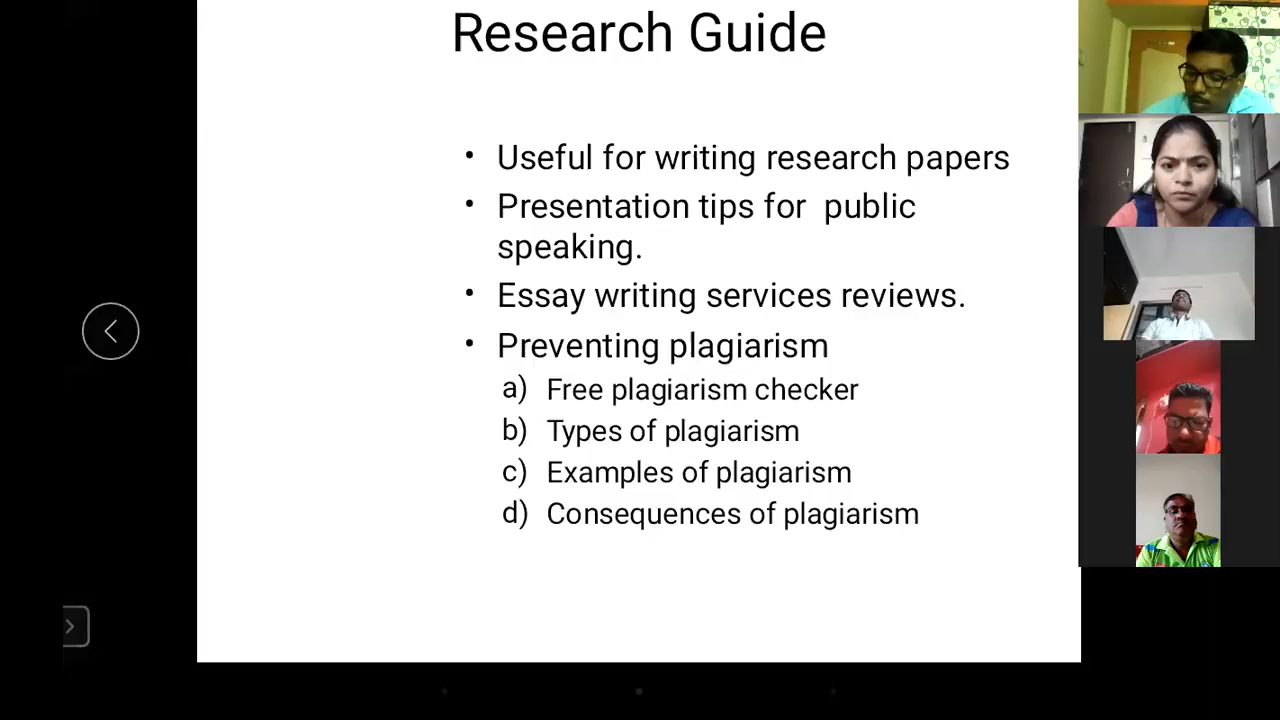 Research Guide
• Useful for writing research papers
• Presentation tips for  public
speaking.
• Essay writing services reviews.
• Preventing plagiarism
a) Free plagiarism checker
b) Types of plagiarism
c) Examples of plagiarism
d) Consequences of plagiarism